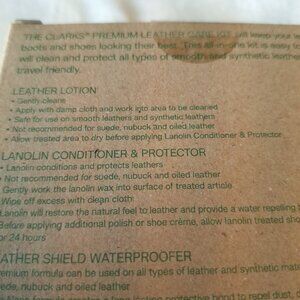 THE CLARKS® PREMIUM LEATHER CARE KIT will keep your
boots and shoes looking their best. This all-in-one kit is easy
will clean and protect all types of smooth and synthetic leather
travel friendly.
LEATHER LOTION
• Gently cleans
• Apply with damp cloth and work into area to be cleaned
• Safe for use on smooth leathers and synthetic leathers
• Not recommended for suede, nubuck and oiled leather
• Allow treated area to dry before applying Lanolin Conditioner & Protector
LANOLIN CONDITIONER & PROTECTOR
• Lanolin conditions and protects leathers
• Not recommended for suede, nubuck and oiled leather
Gently work the lanolin wax into surface of treated article
Wipe off excess with clean cloth
Lanolin will restore the natural feel to leather and provide a water repelling
Before applying additional polish or shoe crème, allow lanolin treated
or 24 hours
EATHER SHIELD WATERPROOFER
remium formula can be used on all types of leather and synthetic
ede, nubuck and oiled leather
bond to repel dust